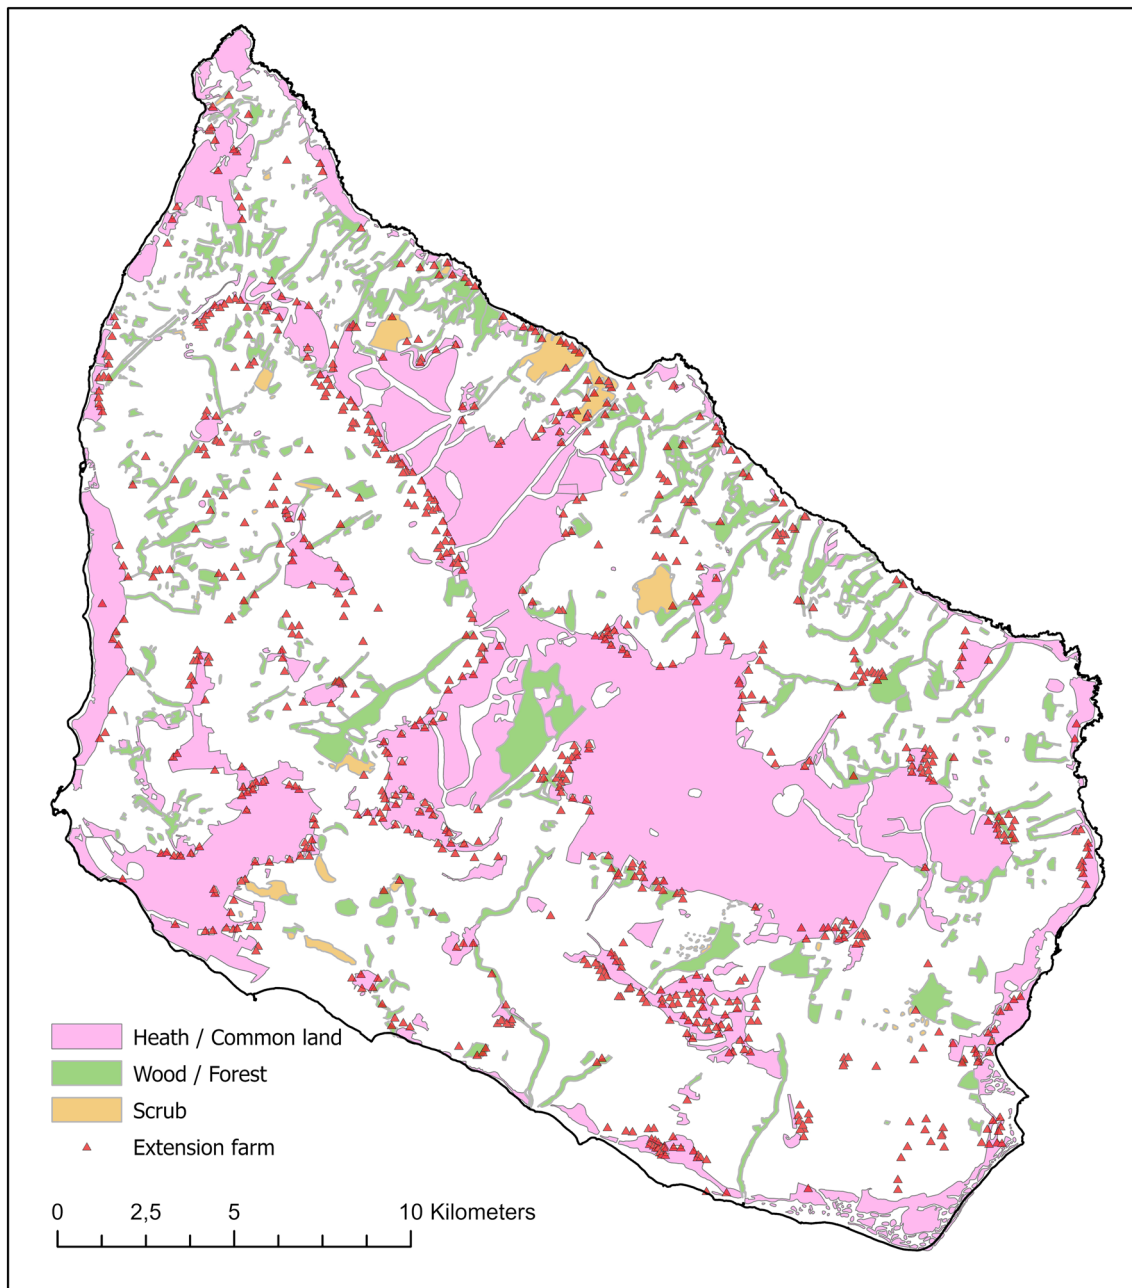 Heath / Common land
Wood / Forest
Scrub
Extension farm
0 2,5 5 10 Kilometers